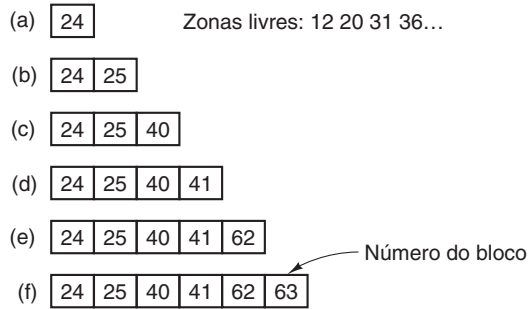 (a) 24 Zonas livres: 12 20 31 36…
(b) 24 25
(c) 24 25 40
(d) 24 25 40 41
(e) 24 25 40 41 62
Número do bloco
(f) 24 25 40 41 62 63